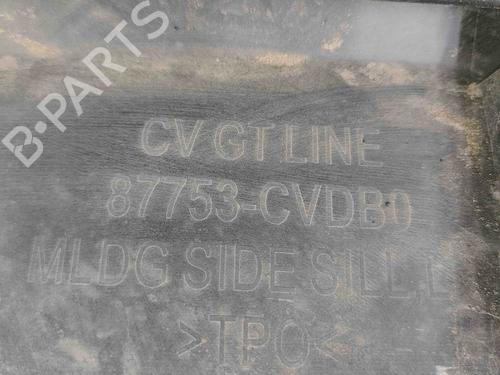 B-PARTS
CV GT LINE
87753-CVDB0
MLDG SIDE SILL,L
>TPO<